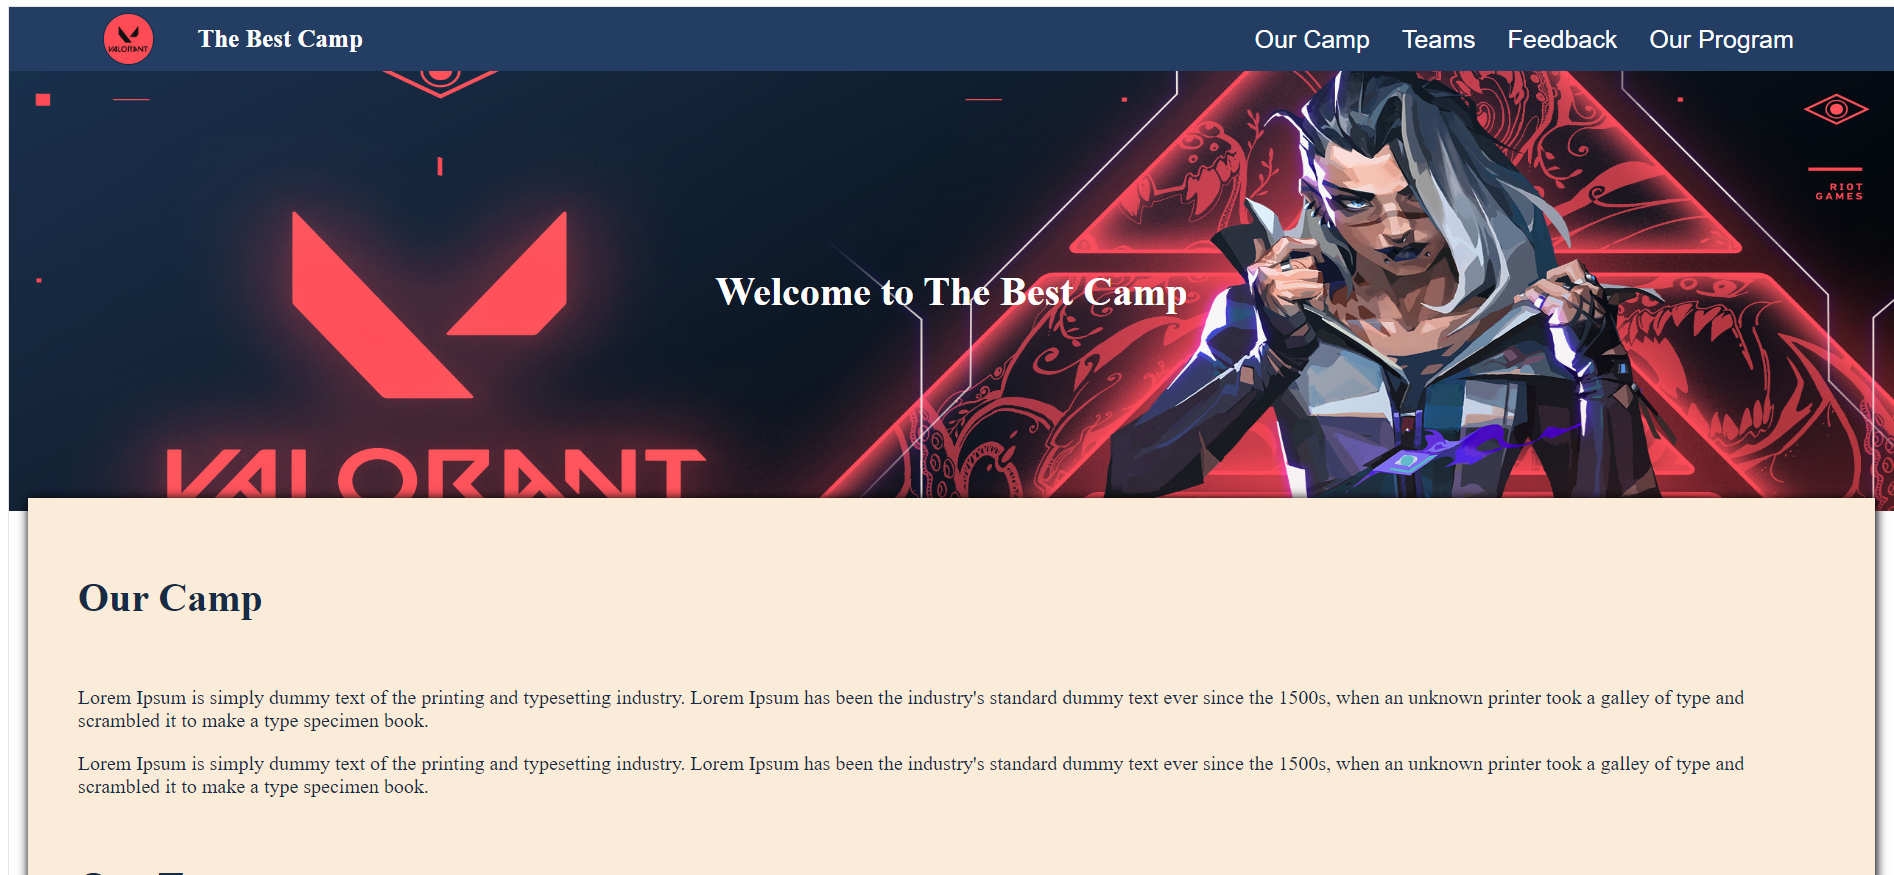 VALORANT
The Best Camp
Our Camp Teams Feedback Our Program
RIOT
GAMES
Welcome to The Best Camp
VALORANT
Our Camp
Lorem Ipsum is simply dummy text of the printing and typesetting industry. Lorem Ipsum has been the industry's standard dummy text ever since the 1500s, when an unknown printer took a galley of type and
scrambled it to make a type specimen book.
Lorem Ipsum is simply dummy text of the printing and typesetting industry. Lorem Ipsum has been the industry's standard dummy text ever since the 1500s, when an unknown printer took a galley of type and
scrambled it to make a type specimen book.